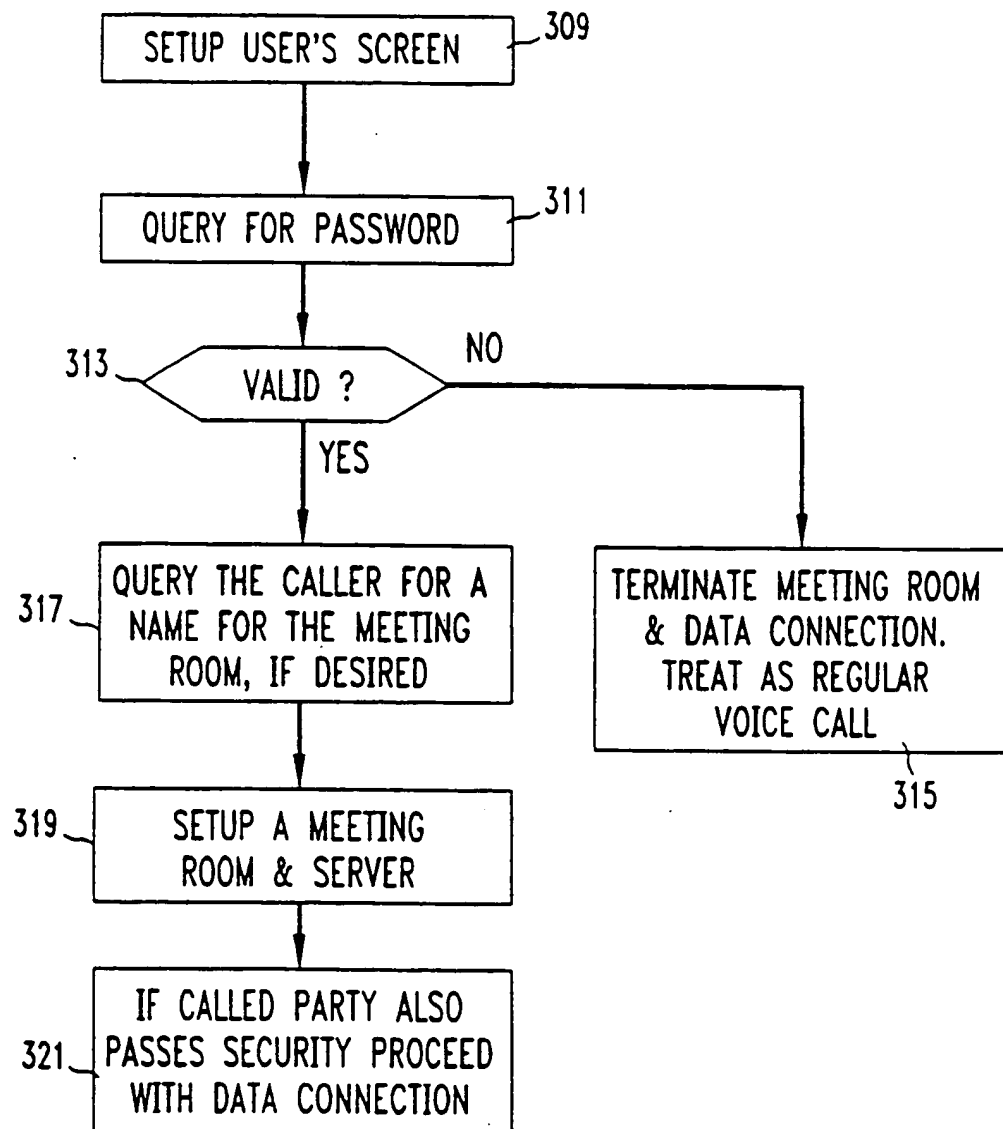 SETUP USER'S SCREEN
309
QUERY FOR PASSWORD
311
313
VALID ?
NO
YES
317
QUERY THE CALLER FOR A
NAME FOR THE MEETING
ROOM, IF DESIRED
TERMINATE MEETING ROOM
& DATA CONNECTION.
TREAT AS REGULAR
VOICE CALL
315
319
SETUP A MEETING
ROOM & SERVER
321
IF CALLED PARTY ALSO
PASSES SECURITY PROCEED
WITH DATA CONNECTION